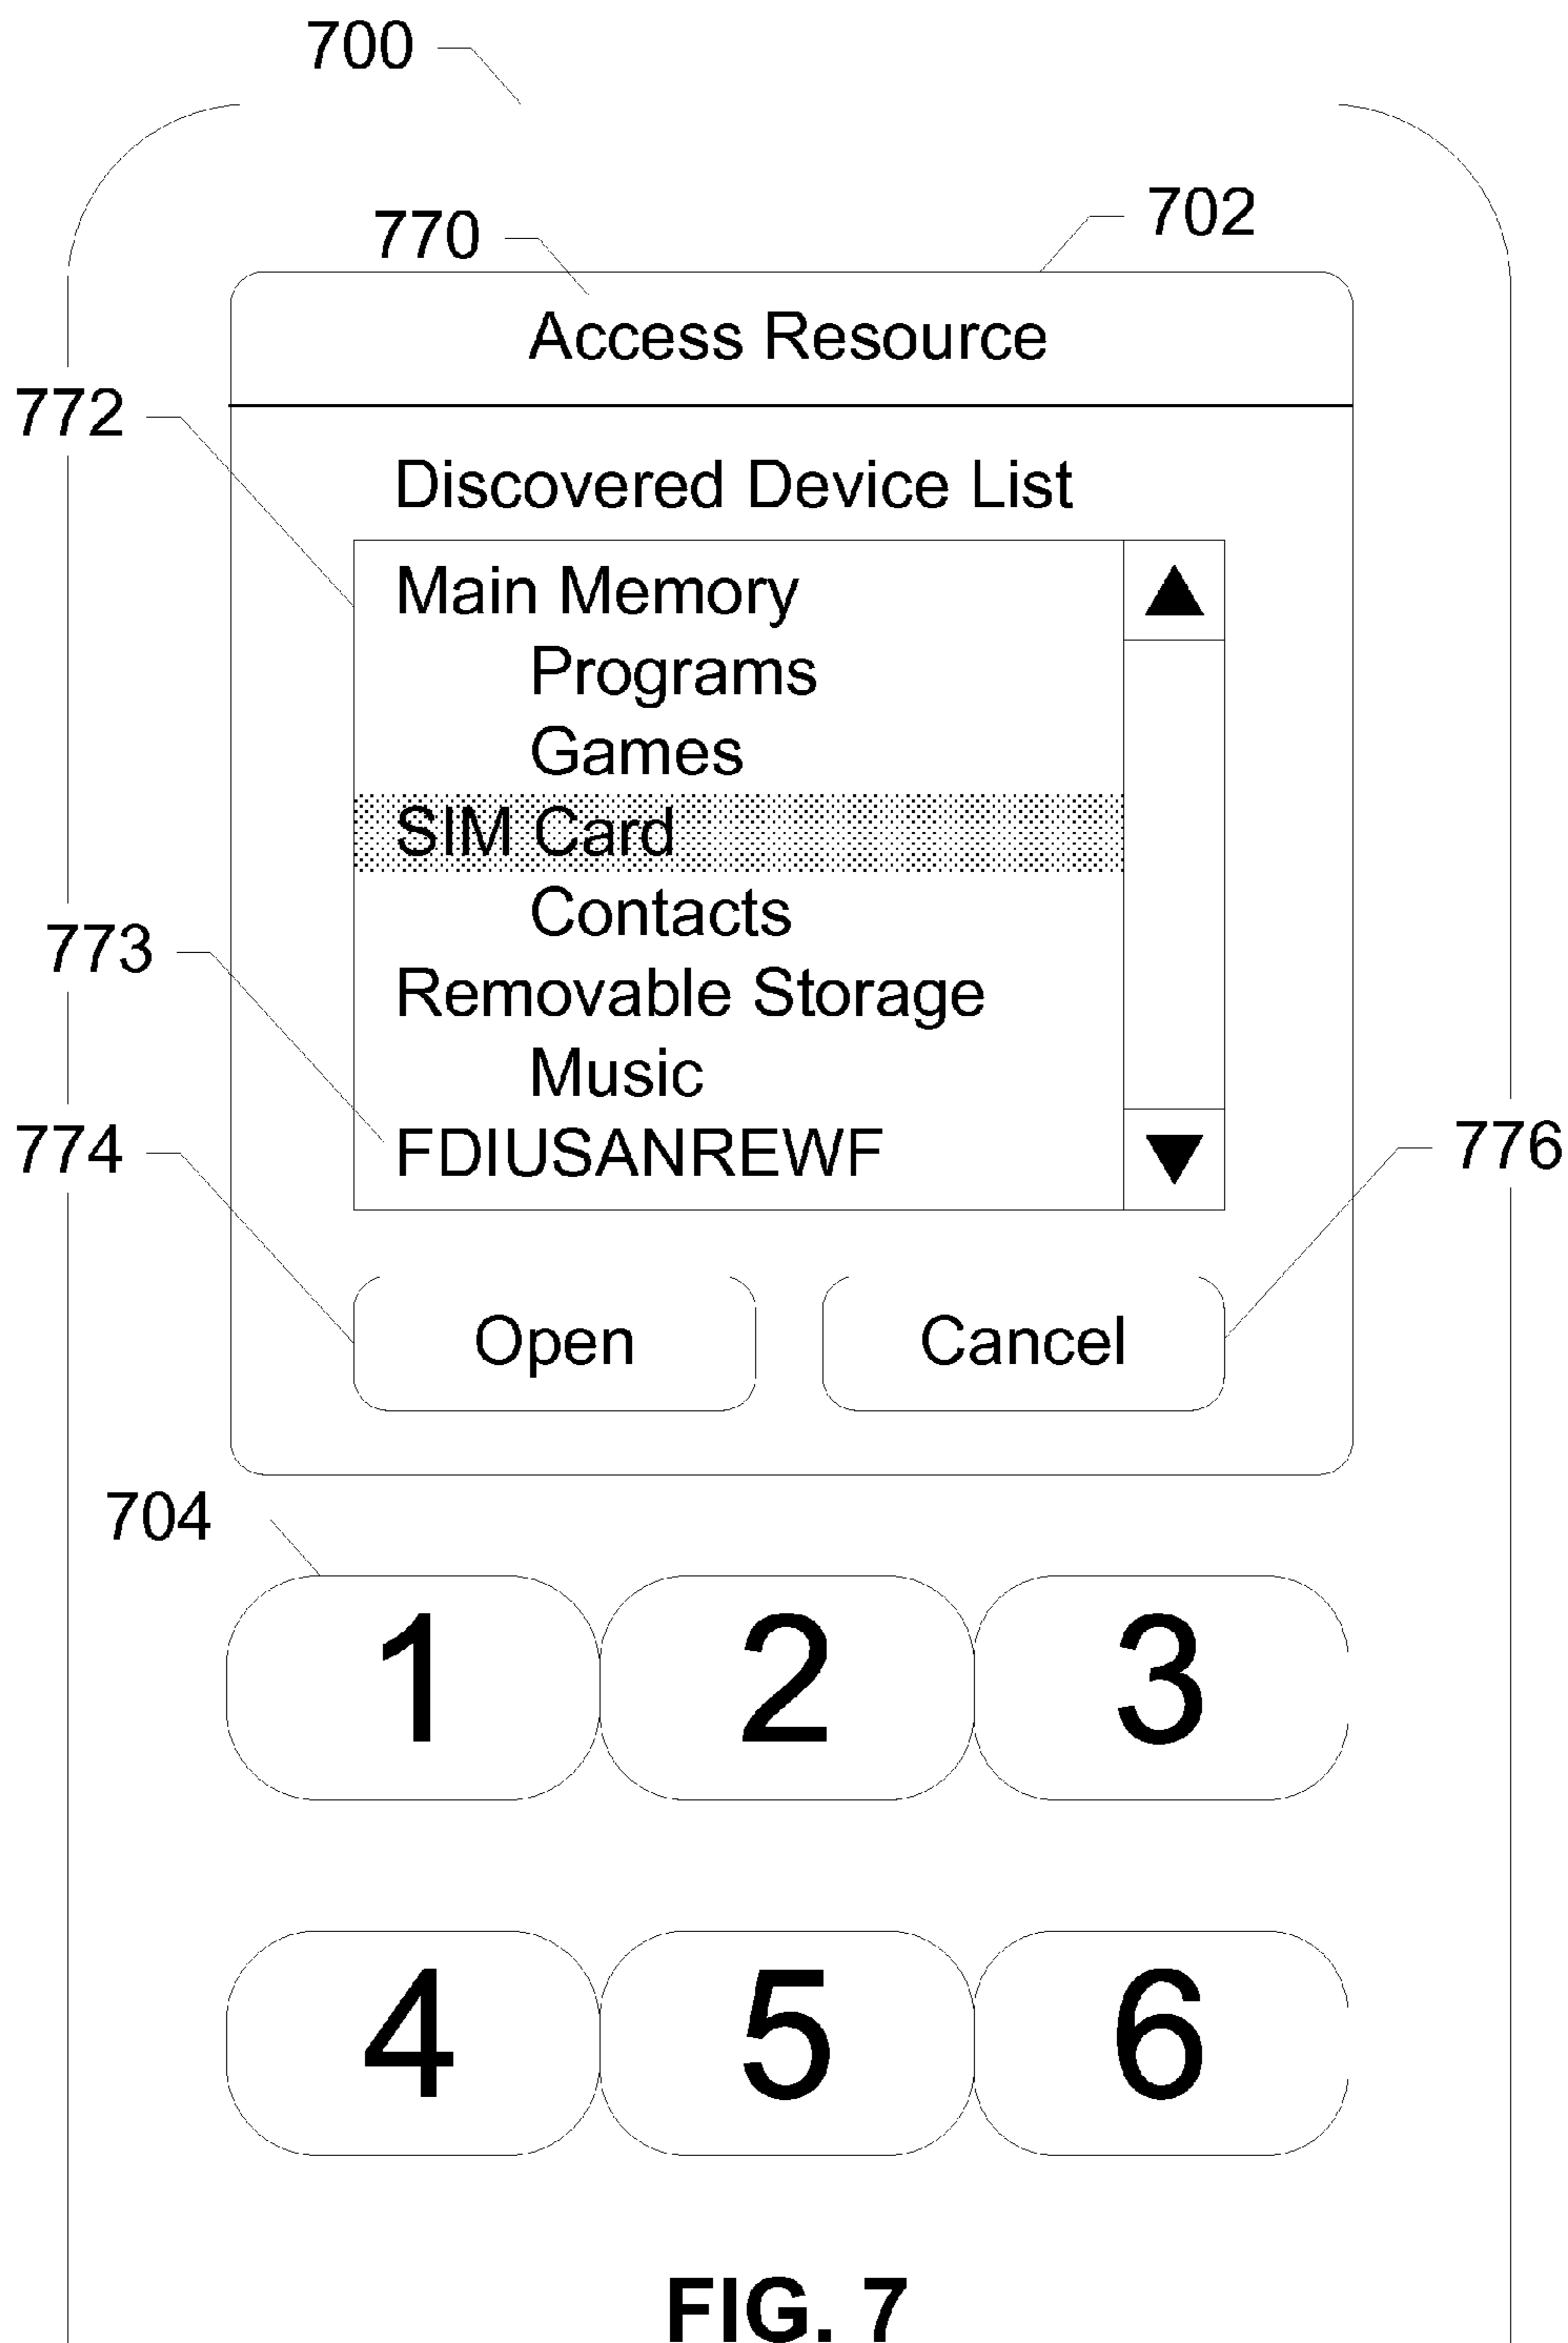 700
770
702
Access Resource
772
Discovered Device List
Main Memory
Programs
Games
SIM Card
Contacts
773
Removable Storage
Music
774
FDIUSANREWF
776
Open
Cancel
704
1 2 3
4 5 6
FIG. 7